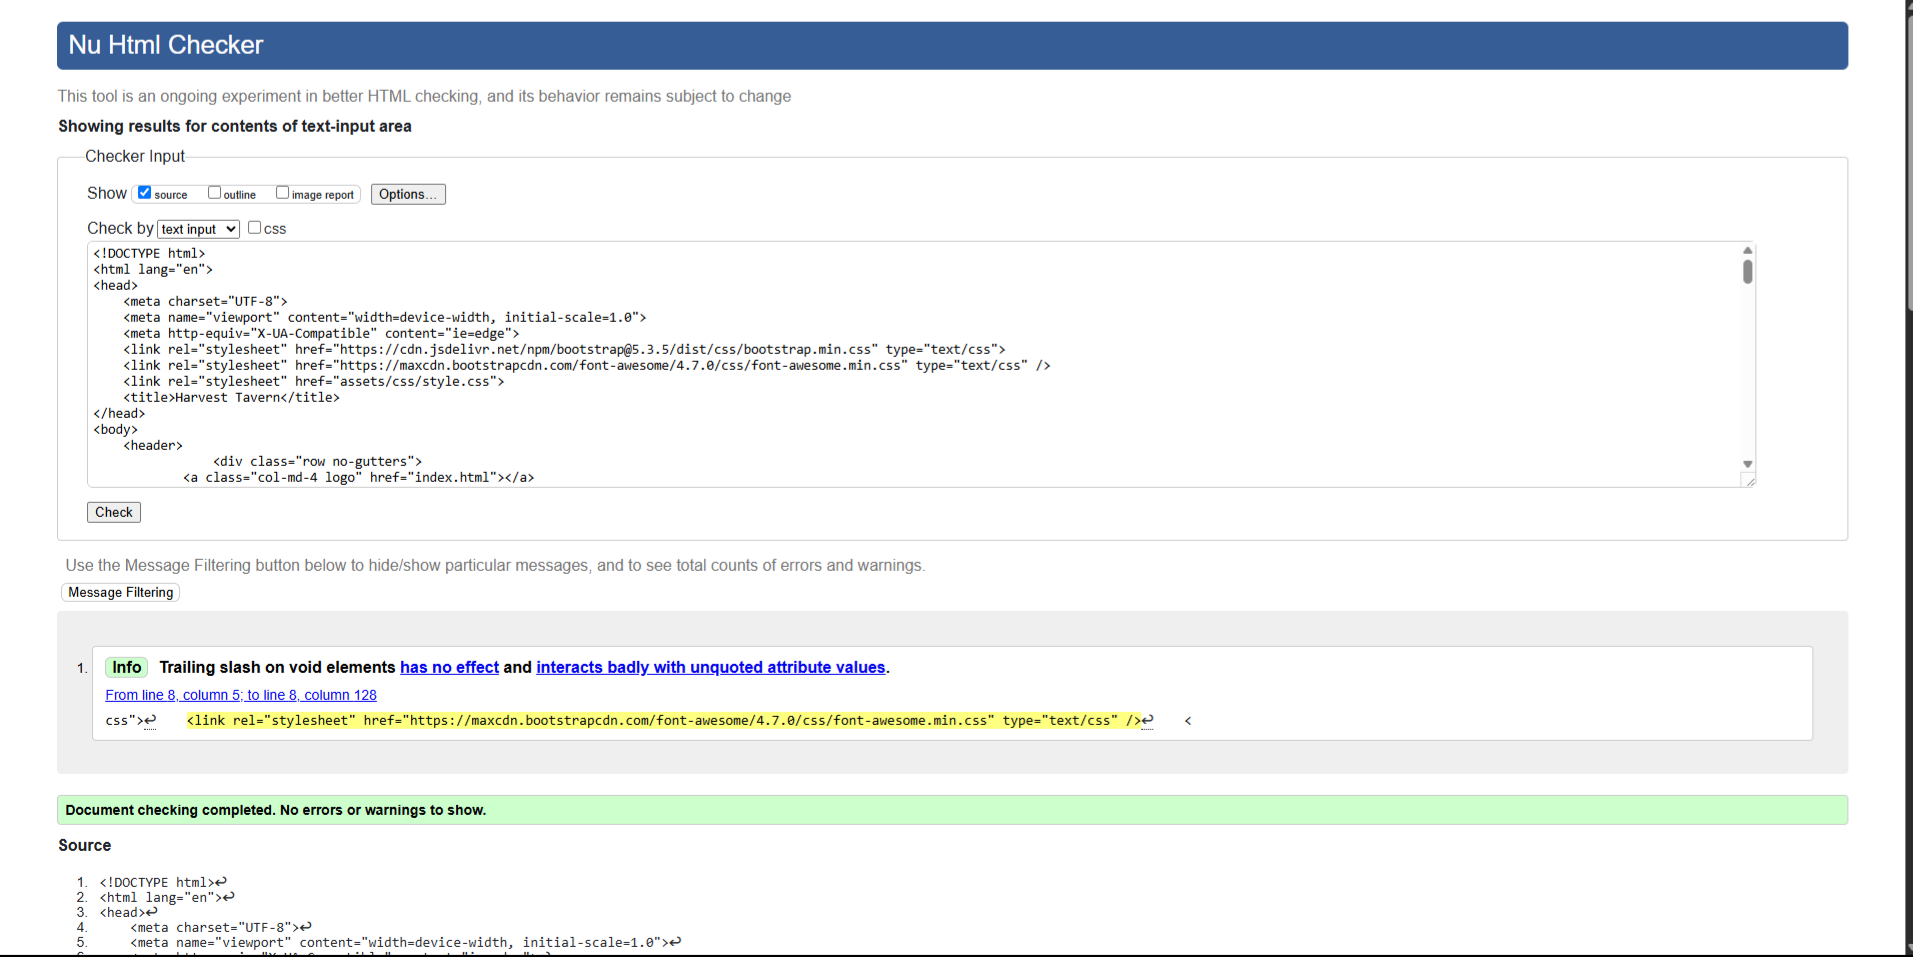 Nu Html Checker
This tool is an ongoing experiment in better HTML checking, and its behavior remains subject to change
Showing results for contents of text-input area
Checker Input
Show source outline image report Options...
Check by text input css
<!DOCTYPE html>
<html lang="en">
<head>
    <meta charset="UTF-8">
    <meta name="viewport" content="width=device-width, initial-scale=1.0">
    <meta http-equiv="X-UA-Compatible" content="ie=edge">
    <link rel="stylesheet" href="https://cdn.jsdelivr.net/npm/bootstrap@5.3.5/dist/css/bootstrap.min.css" type="text/css">
    <link rel="stylesheet" href="https://maxcdn.bootstrapcdn.com/font-awesome/4.7.0/css/font-awesome.min.css" type="text/css" />
    <link rel="stylesheet" href="assets/css/style.css">
    <title>Harvest Tavern</title>
</head>
<body>
    <header>
                <div class="row no-gutters">
            <a class="col-md-4 logo" href="index.html"></a>
Check
Use the Message Filtering button below to hide/show particular messages, and to see total counts of errors and warnings.
Message Filtering
1. Info Trailing slash on void elements has no effect and interacts badly with unquoted attribute values.
From line 8, column 5; to line 8, column 128
css">↩    <link rel="stylesheet" href="https://maxcdn.bootstrapcdn.com/font-awesome/4.7.0/css/font-awesome.min.css" type="text/css" />↩    <
Document checking completed. No errors or warnings to show.
Source
1. <!DOCTYPE html>↩
2. <html lang="en">↩
3. <head>↩
4.     <meta charset="UTF-8">↩
5.     <meta name="viewport" content="width=device-width, initial-scale=1.0">↩